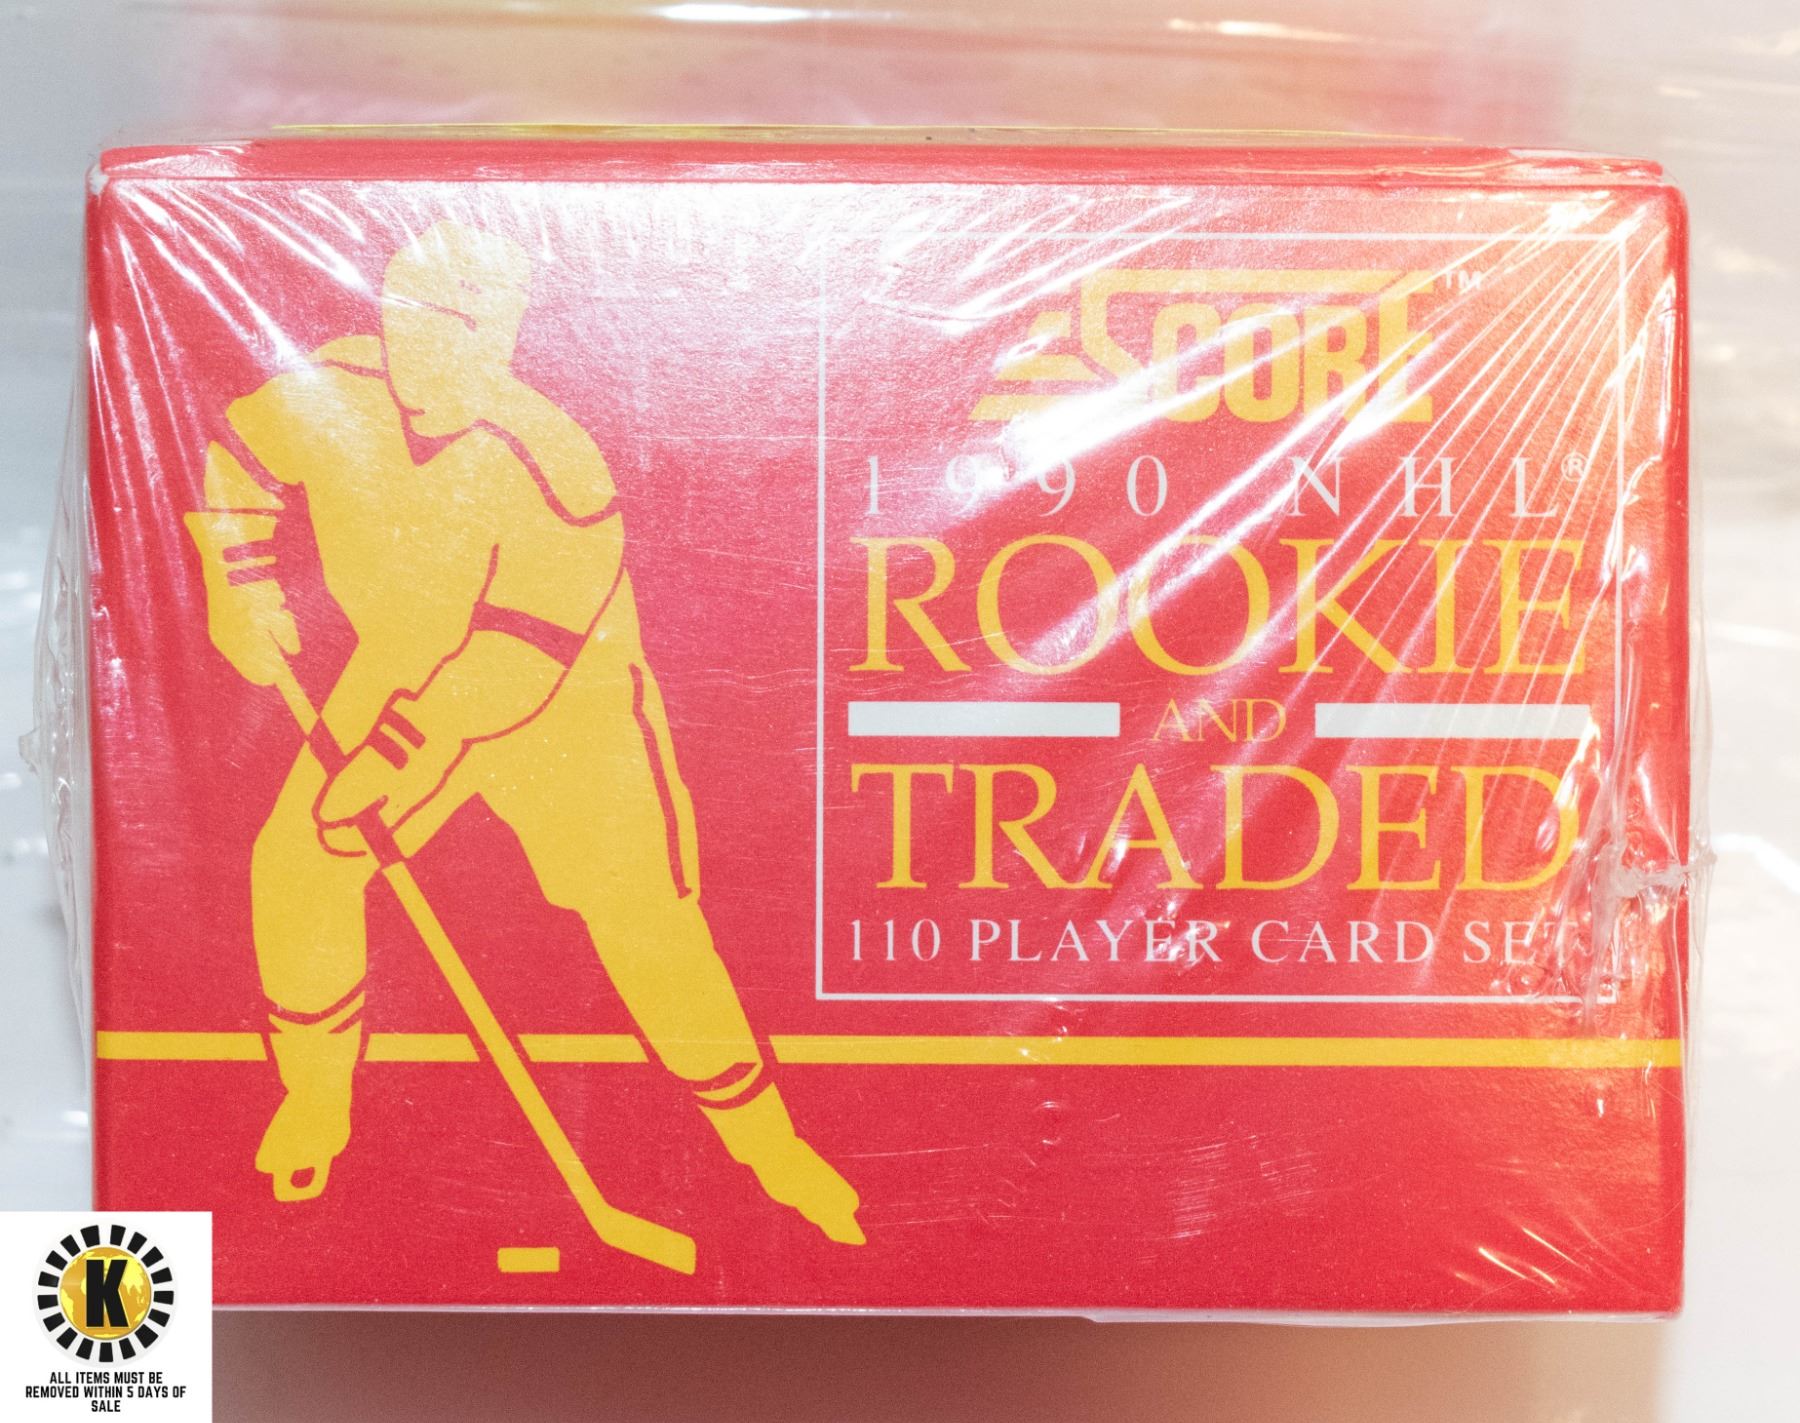 SCORE™
1990 NHL®
ROOKIE
AND
TRADED
110 PLAYER CARD SET
K
ALL ITEMS MUST BE
REMOVED WITHIN 5 DAYS OF
SALE